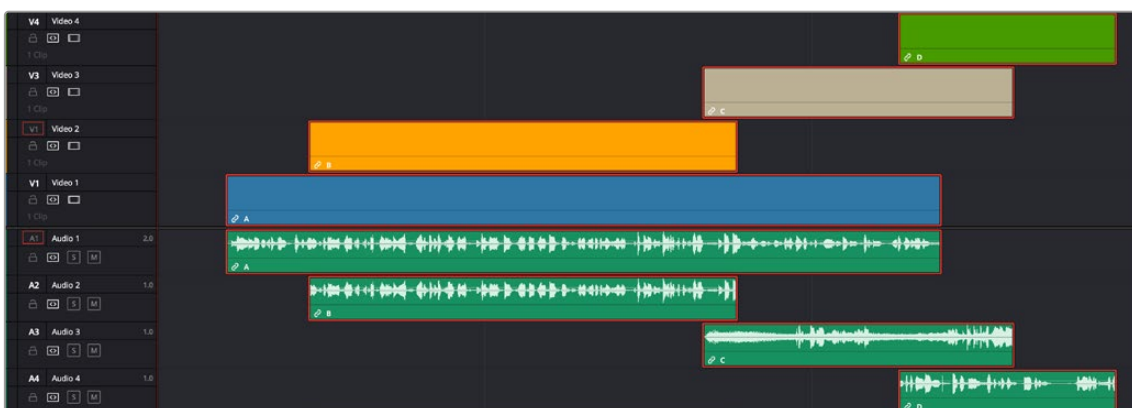 V4 Video 4
1 Clip
D
V3 Video 3
1 Clip
C
V1 Video 2
1 Clip
B
V1 Video 1
1 Clip
A
A1 Audio 1 2.0
S M
A
A2 Audio 2 1.0
S M
B
A3 Audio 3 1.0
S M
C
A4 Audio 4 1.0
S M
D